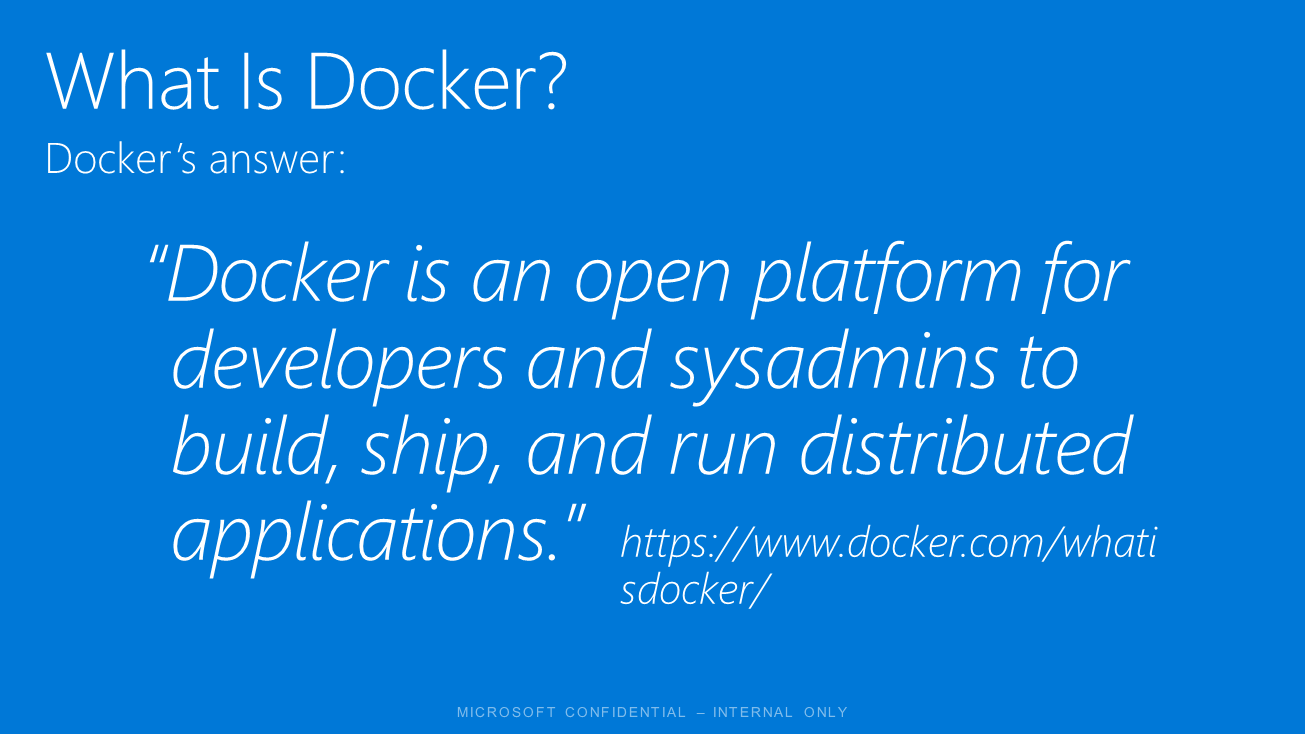 What Is Docker?
Docker’s answer:
“Docker is an open platform for
developers and sysadmins to
build, ship, and run distributed
applications.”
https://www.docker.com/whati
sdocker/
MICROSOFT CONFIDENTIAL – INTERNAL ONLY